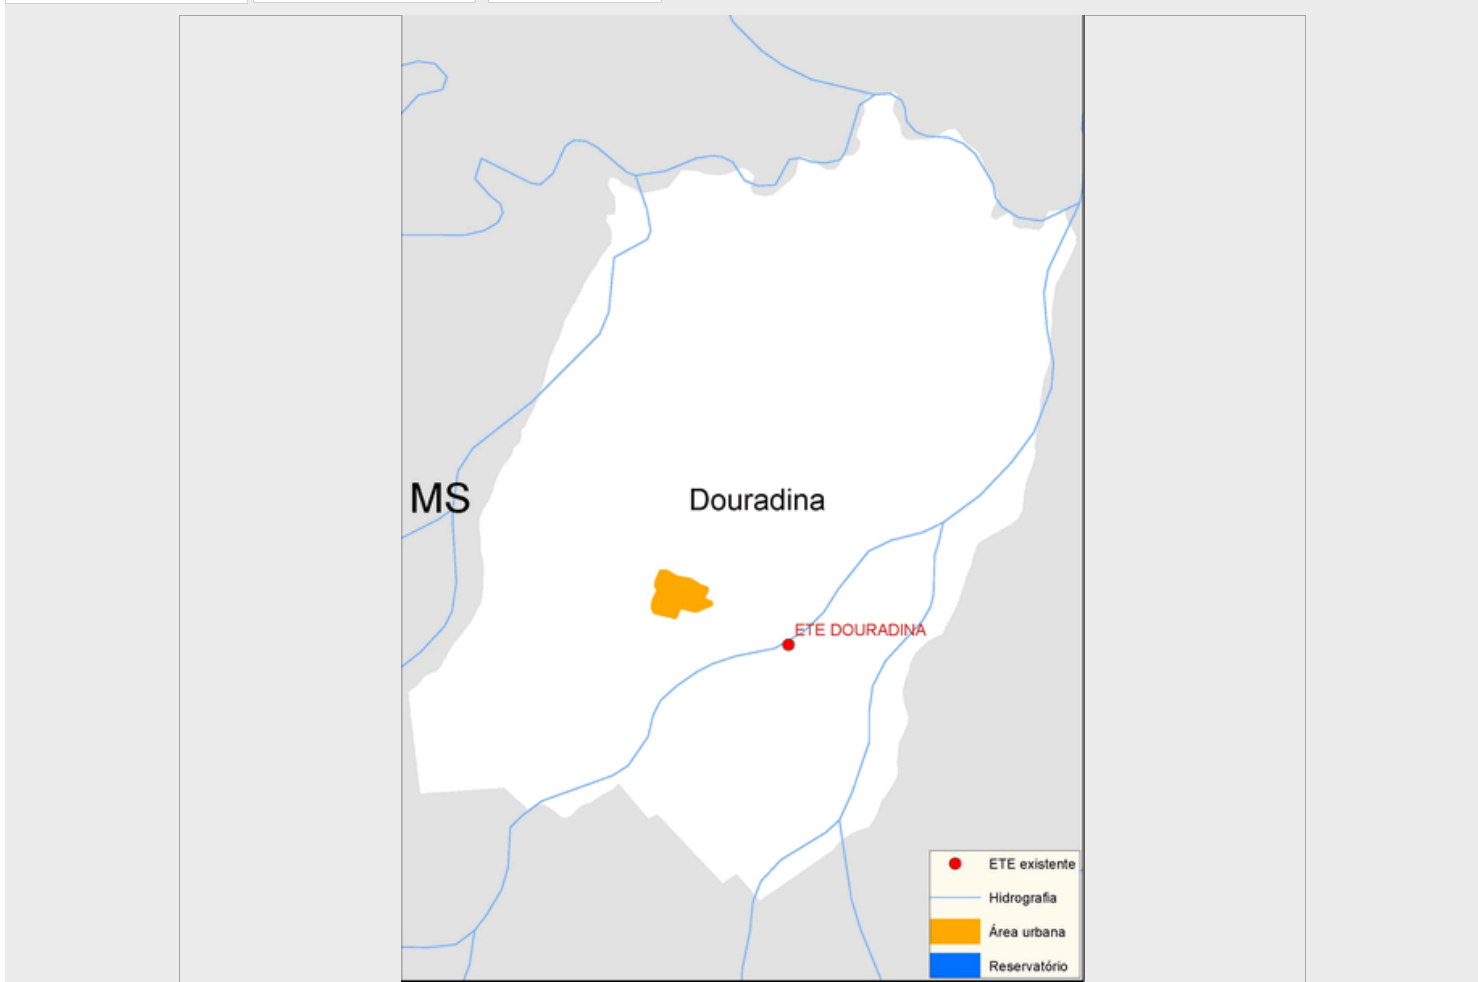 MS
Douradina
ETE DOURADINA
ETE existente
Hidrografia
Área urbana
Reservatório